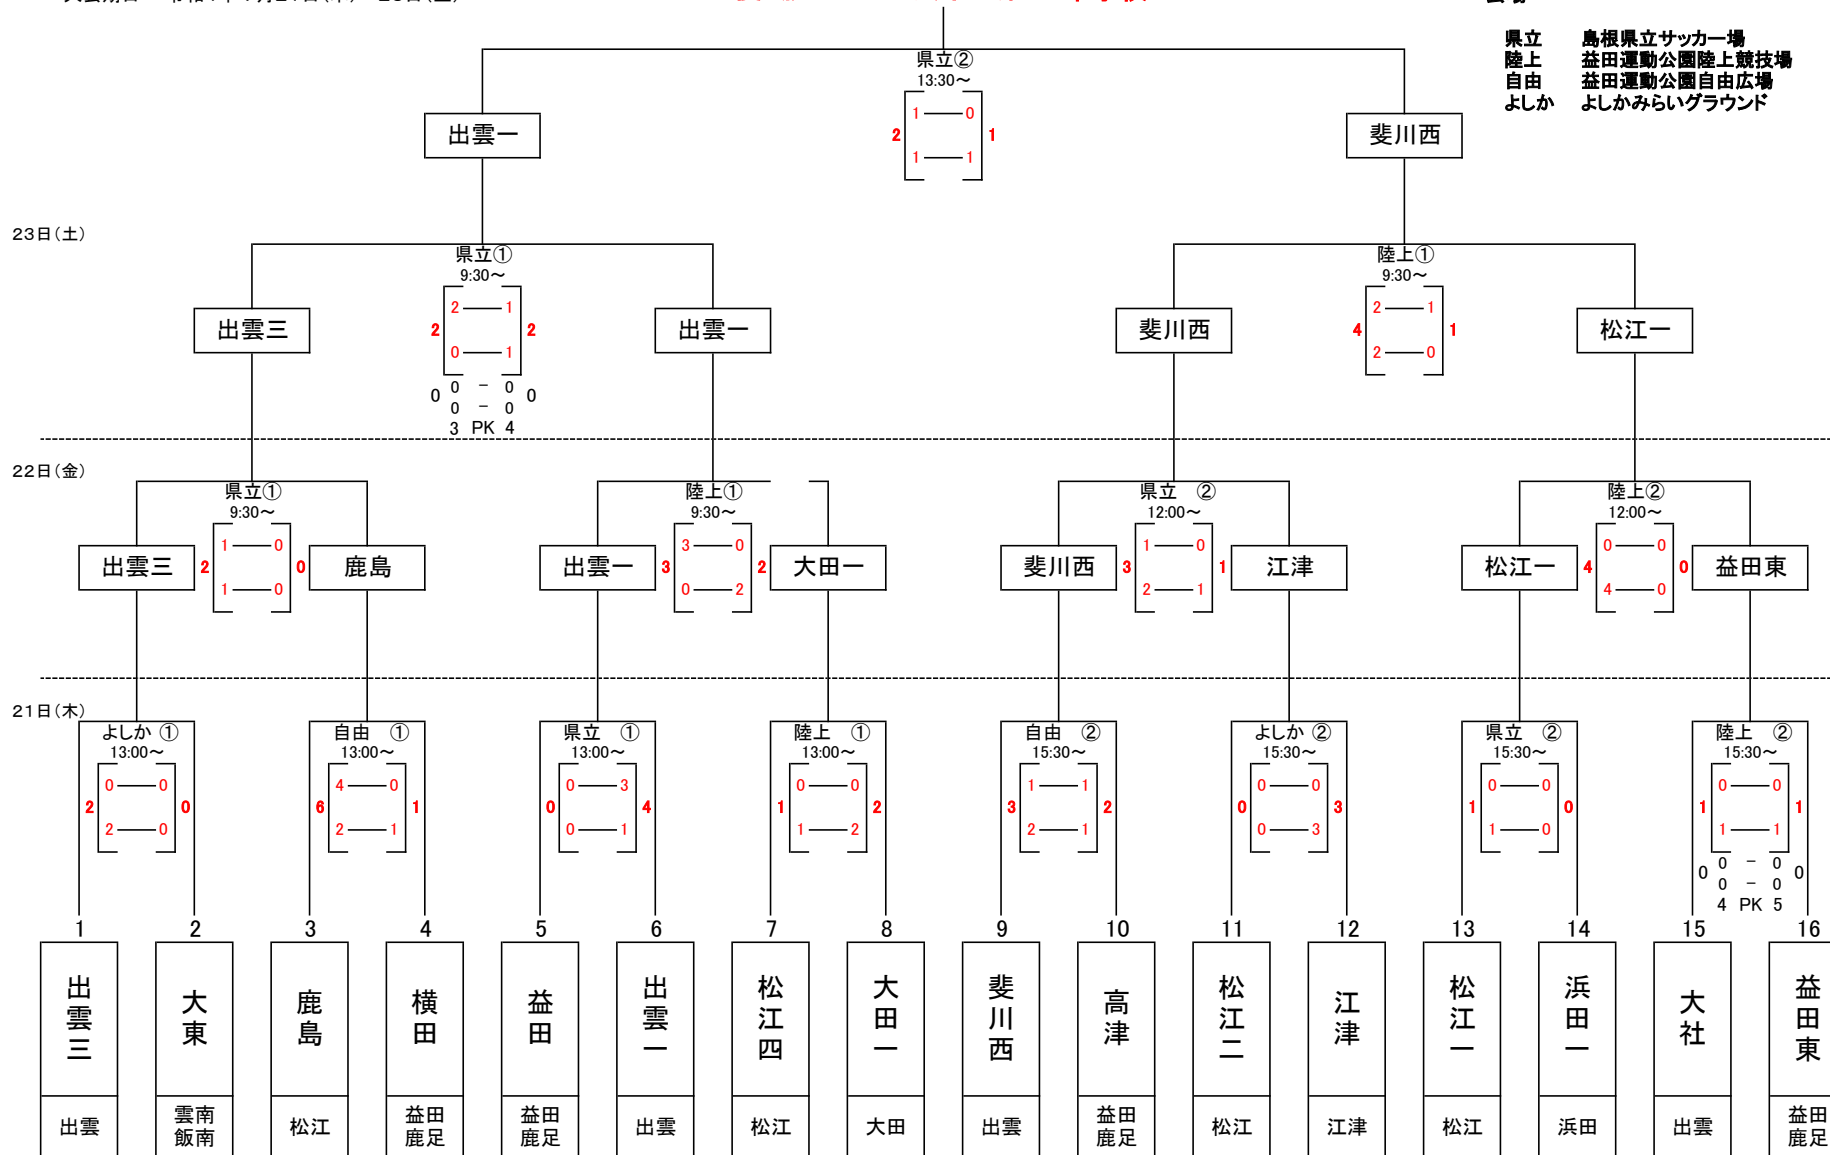 県立 島根県立サッカー場
陸上 益田運動公園陸上競技場
自由 益田運動公園自由広場
よしか よしかみらいグラウンド
県立②
13:30～
1 0
2 1
1 1
出雲一 斐川西
23日(土)
県立① 陸上①
9:30～ 9:30～
2 1 2 1
出雲三 2 2 出雲一 斐川西 4 1 松江一
0 1 2 0
0 0 － 0 0
0 － 0
3 PK 4
22日(金)
県立① 陸上① 県立 ② 陸上②
9:30～ 9:30～ 12:00～ 12:00～
1 0 3 0 1 0 0 0
出雲三 2 0 鹿島 出雲一 3 2 大田一 斐川西 3 1 江津 松江一 4 0 益田東
1 0 0 2 2 1 4 0
21日(木)
よしか ① 自由 ① 県立 ① 陸上 ① 自由 ② よしか ② 県立 ② 陸上 ②
13:00～ 13:00～ 13:00～ 13:00～ 15:30～ 15:30～ 15:30～ 15:30～
0 0 4 0 0 3 0 0 1 1 0 0 0 0 0 0
2 0 6 1 0 4 1 2 3 2 0 3 1 0 1 1
2 0 2 1 0 1 1 2 2 1 0 3 1 0 1 1
0 0 － 0 0
0 － 0
4 PK 5
1 2 3 4 5 6 7 8 9 10 11 12 13 14 15 16
出雲三 大東 鹿島 横田 益田 出雲一 松江四 大田一 斐川西 高津 松江二 江津 松江一 浜田一 大社 益田東
出雲 雲南飯南 松江 益田鹿足 益田鹿足 出雲 松江 大田 出雲 益田鹿足 松江 江津 松江 浜田 出雲 益田鹿足